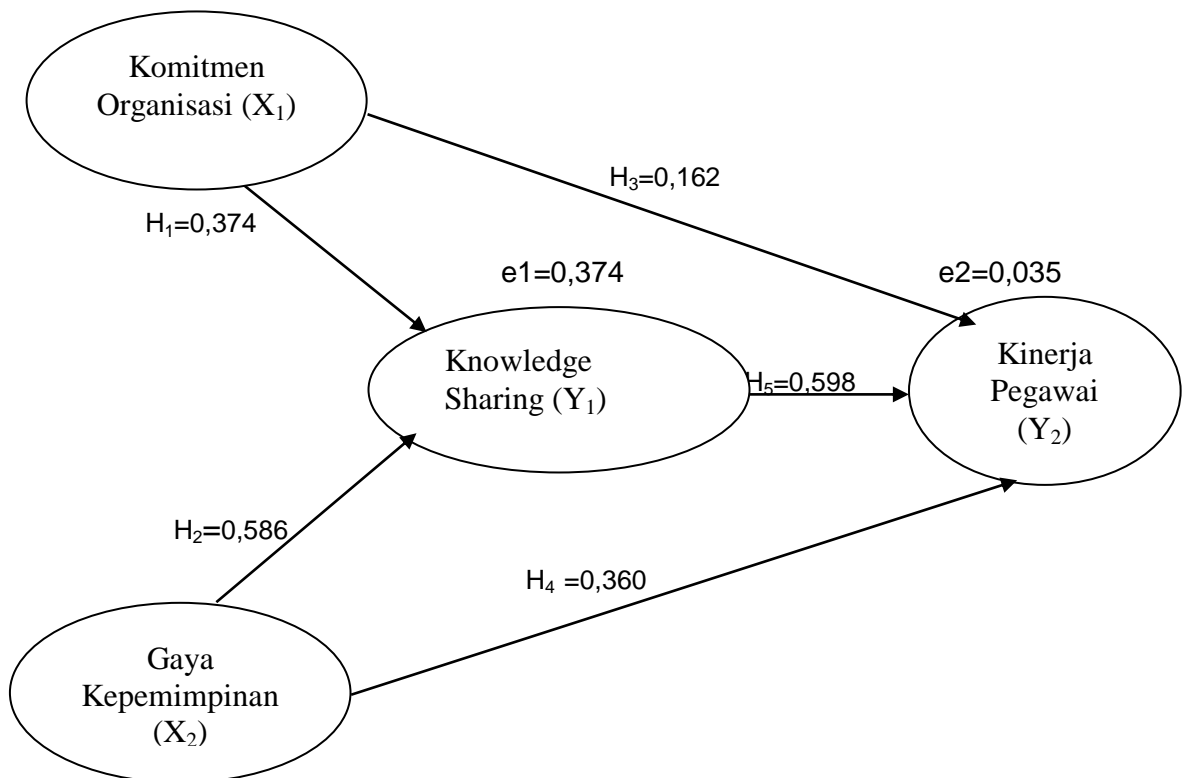 Komitmen
Organisasi (X₁)
H₃=0,162
H₁=0,374
e1=0,374
e2=0,035
Knowledge
Sharing (Y₁)
H₅=0,598
Kinerja
Pegawai
(Y₂)
H₂=0,586
H₄ =0,360
Gaya
Kepemimpinan
(X₂)